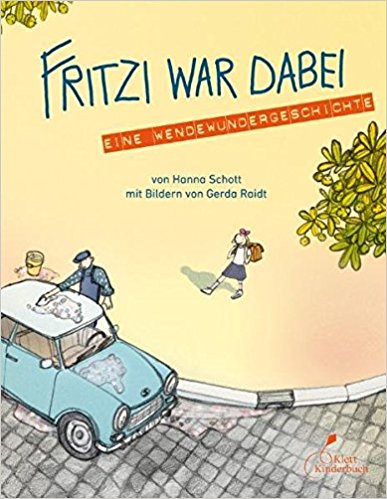 FRITZI WAR DABEI
EINE WENDEWUNDERGESCHICHTE
von Hanna Schott
mit Bildern von Gerda Raidt
Klett
Kinderbuch